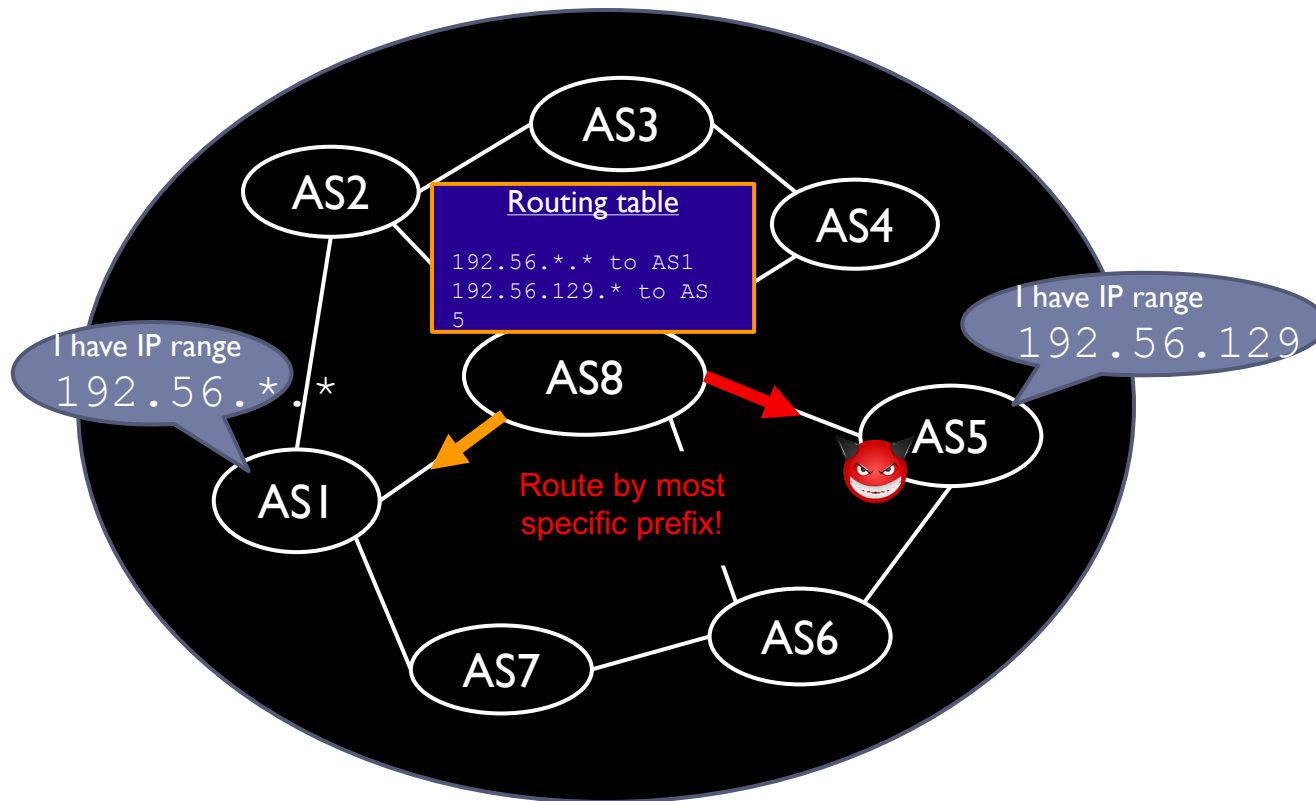 AS3
AS2
Routing table
AS4
192.56.*.* to AS1
192.56.129.* to AS
5
I have IP range
192.56.129
I have IP range
192.56.*.*
AS8
AS5
AS1
Route by most
specific prefix!
AS6
AS7